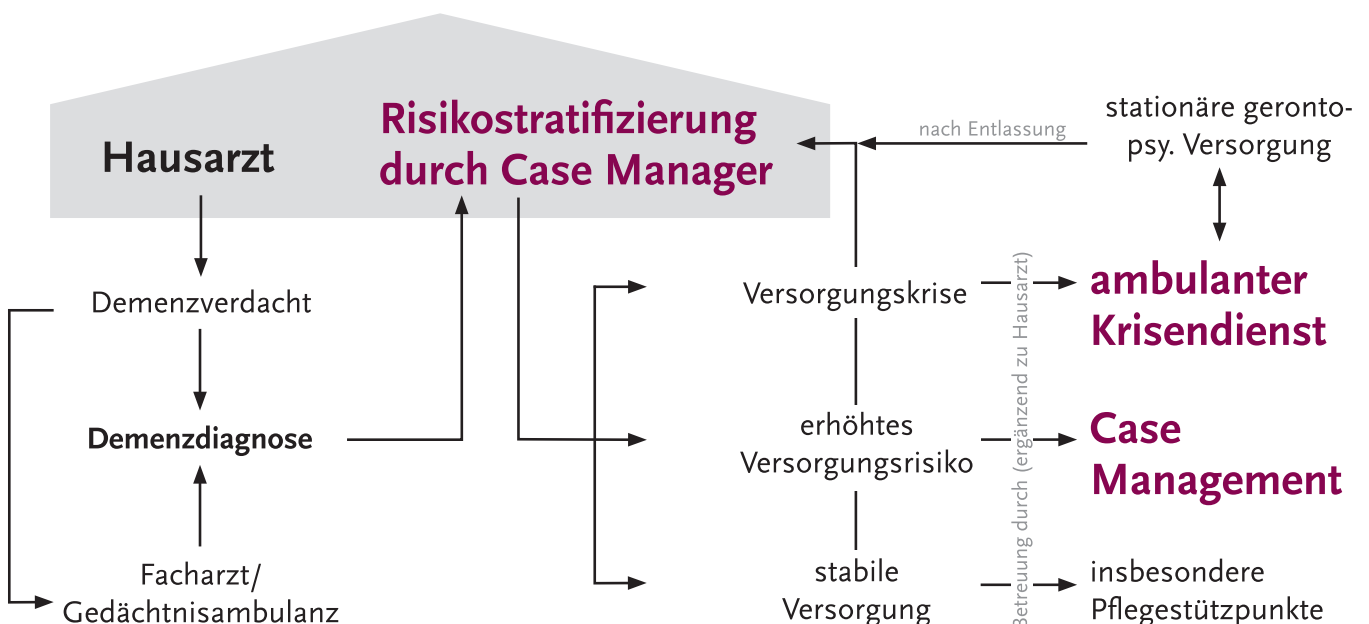 Hausarzt
Risikostratifizierung
durch Case Manager
nach Entlassung
stationäre geronto-
psy. Versorgung
Demenzverdacht
Demenzdiagnose
Facharzt/
Gedächtnisambulanz
Versorgungskrise
erhöhtes
Versorgungsrisiko
stabile
Versorgung
Betreuung durch (ergänzend zu Hausarzt)
ambulanter
Krisendienst
Case
Management
insbesondere
Pflegestützpunkte